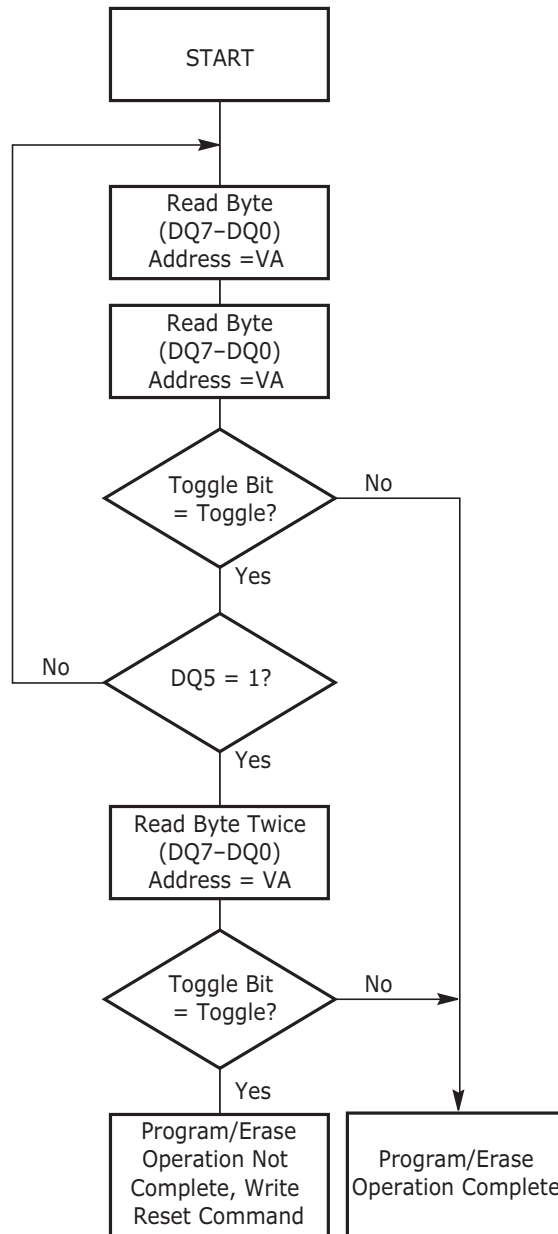 START
Read Byte
(DQ7–DQ0)
Address =VA
Read Byte
(DQ7–DQ0)
Address =VA
Toggle Bit
= Toggle?
No
Yes
No
DQ5 = 1?
Yes
Read Byte Twice
(DQ7–DQ0)
Address = VA
Toggle Bit
= Toggle?
No
Yes
Program/Erase
Operation Not
Complete, Write
Reset Command
Program/Erase
Operation Complete